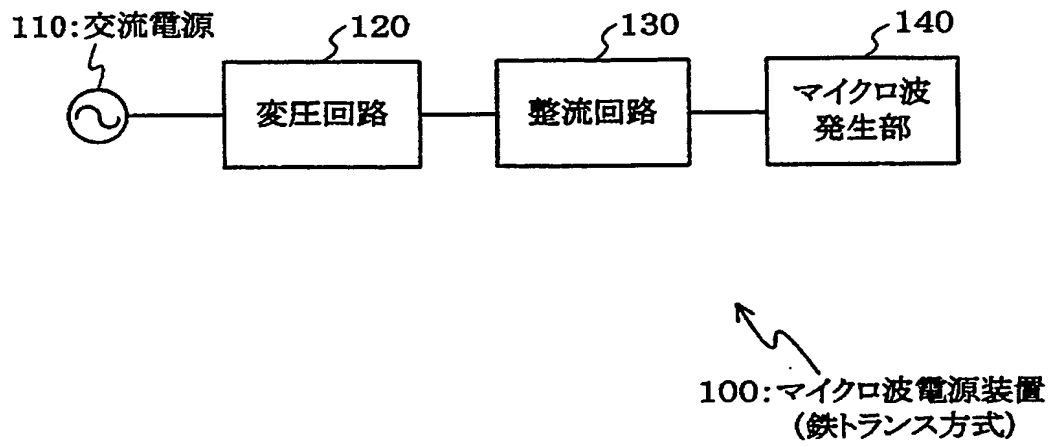 110:交流電源
120
130
140
変圧回路
整流回路
マイクロ波
発生部
100:マイクロ波電源装置
(鉄トランス方式)